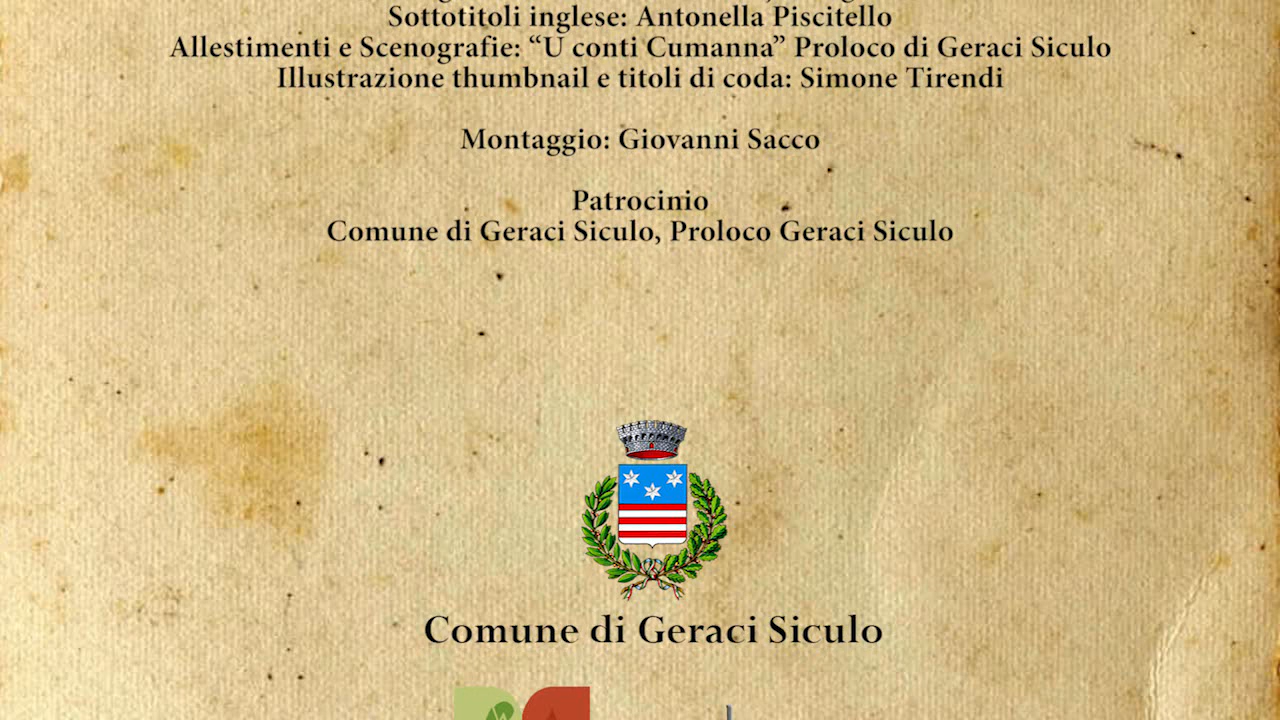 Sottotitoli inglese: Antonella Piscitello
Allestimenti e Scenografie: “U conti Cumanna” Proloco di Geraci Siculo
Illustrazione thumbnail e titoli di coda: Simone Tirendi
Montaggio: Giovanni Sacco
Patrocinio
Comune di Geraci Siculo, Proloco Geraci Siculo
Comune di Geraci Siculo